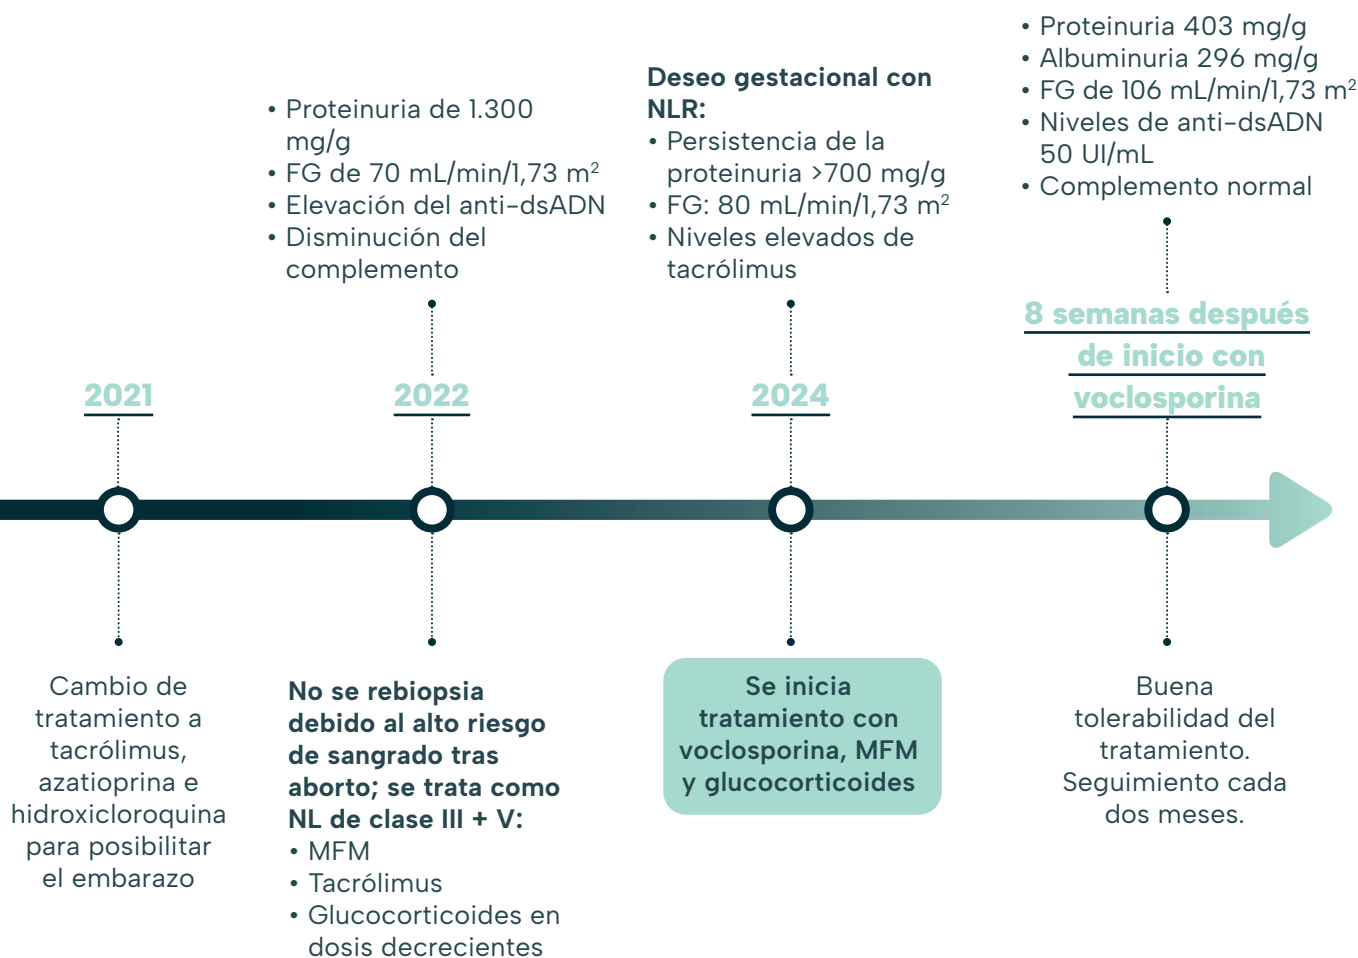 2021
Cambio de
tratamiento a
tacrólimus,
azatioprina e
hidroxicloroquina
para posibilitar
el embarazo
• Proteinuria de 1.300
mg/g
• FG de 70 mL/min/1,73 m²
• Elevación del anti-dsADN
• Disminución del
complemento
2022
No se rebiopsia
debido al alto riesgo
de sangrado tras
aborto; se trata como
NL de clase III + V:
• MFM
• Tacrólimus
• Glucocorticoides en
dosis decrecientes
Deseo gestacional con
NLR:
• Persistencia de la
proteinuria >700 mg/g
• FG: 80 mL/min/1,73 m²
• Niveles elevados de
tacrólimus
2024
Se inicia
tratamiento con
voclosporina, MFM
y glucocorticoides
• Proteinuria 403 mg/g
• Albuminuria 296 mg/g
• FG de 106 mL/min/1,73 m²
• Niveles de anti-dsADN
50 UI/mL
• Complemento normal
8 semanas después
de inicio con
voclosporina
Buena
tolerabilidad del
tratamiento.
Seguimiento cada
dos meses.